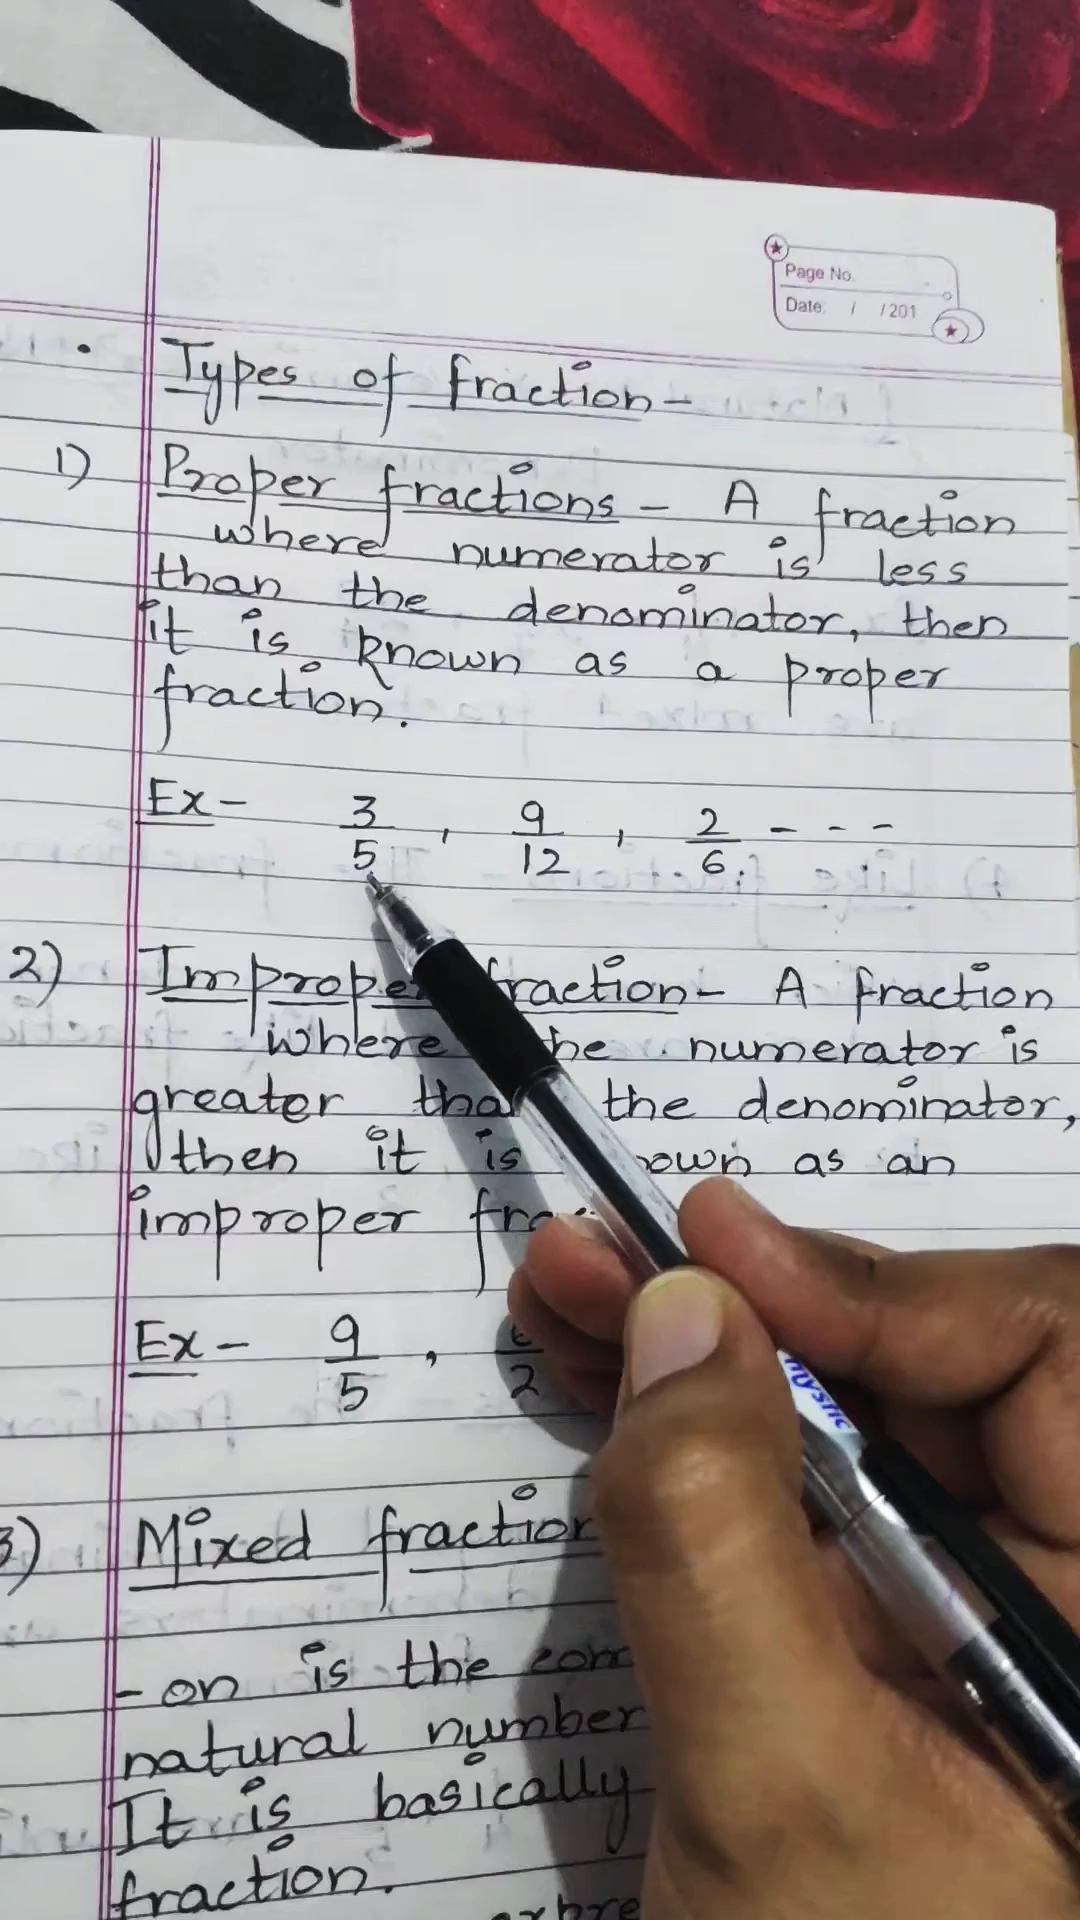 Page No.
Date: / /201
• Types of fraction-
1) Proper fractions - A fraction
where numerator is less
than the denominator, then
it is known as a proper
fraction.
Ex- 3/5, 9/12, 2/6 - - -
2) Improper fraction- A fraction
where the numerator is
greater than the denominator,
then it is as an
improper
Ex- 9/5,
3) Mixed fraction
-on is the
natural number
It is basically
fraction.
mystic